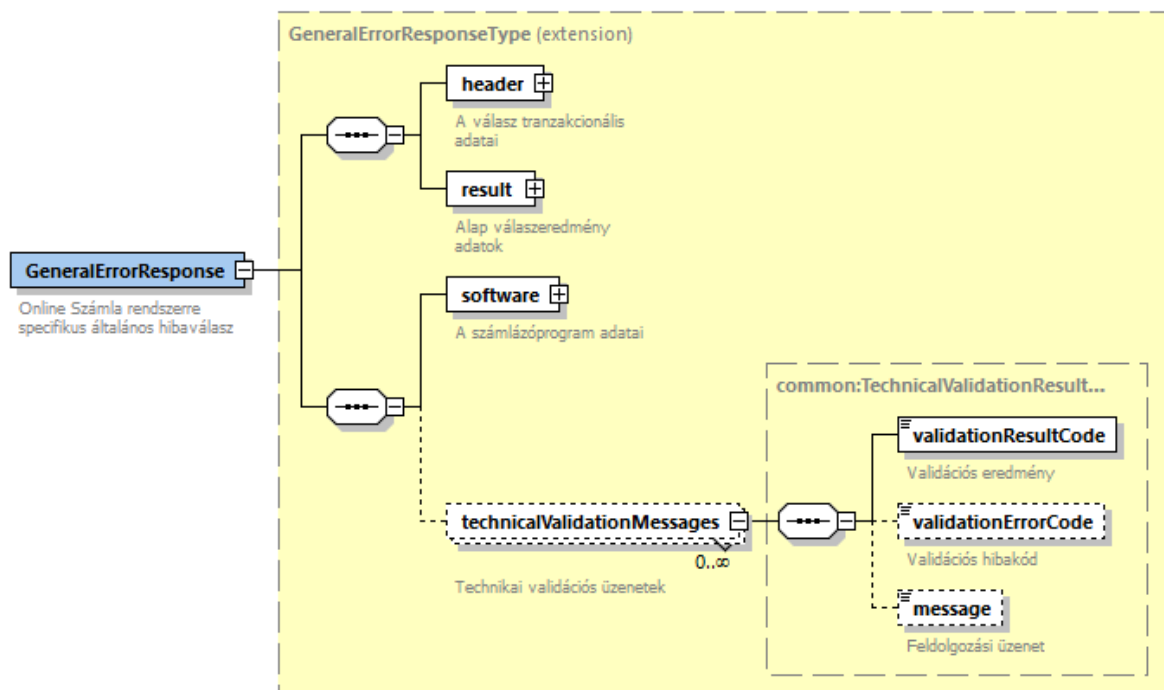 GeneralErrorResponseType (extension)
header
A válasz tranzakcionális
adatai
result
Alap válaszeredmény
adatok
GeneralErrorResponse
Online Számla rendszerre
specifikus általános hibaválasz
software
A számlázóprogram adatai
common:TechnicalValidationResult...
validationResultCode
Validációs eredmény
technicalValidationMessages
0..∞
Technikai validációs üzenetek
validationErrorCode
Validációs hibakód
message
Feldolgozási üzenet